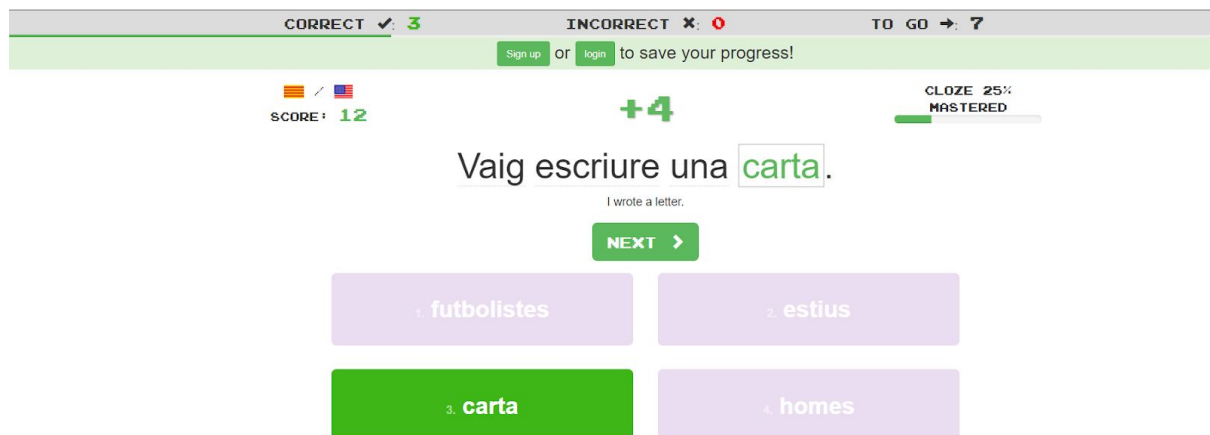 CORRECT ✔: 3 INCORRECT ✖: 0 TO GO ➔: 7
Sign up or login to save your progress!
/
SCORE: 12
+4
CLOZE 25%
MASTERED
Vaig escriure una carta.
I wrote a letter.
NEXT
1. futbolistes
2. estius
3. carta
4. homes